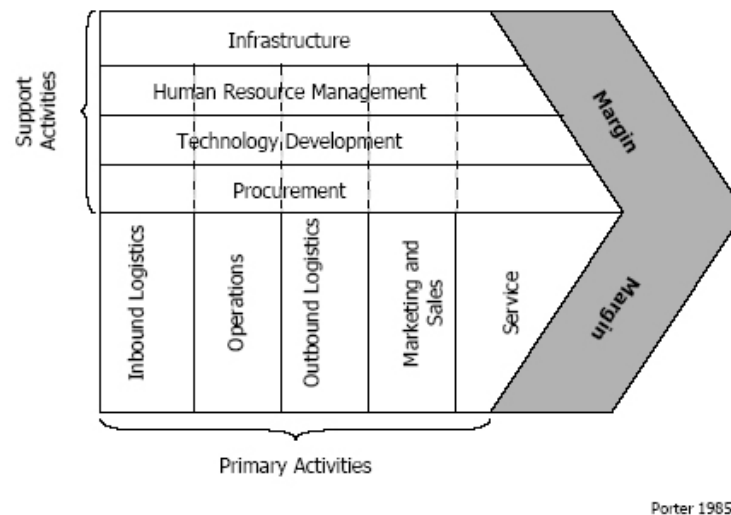 Support
Activities
Infrastructure
Human Resource Management
Technology Development
Procurement
Margin
Inbound Logistics
Operations
Outbound Logistics
Marketing and
Sales
Service
Margin
Primary Activities
Porter 1985